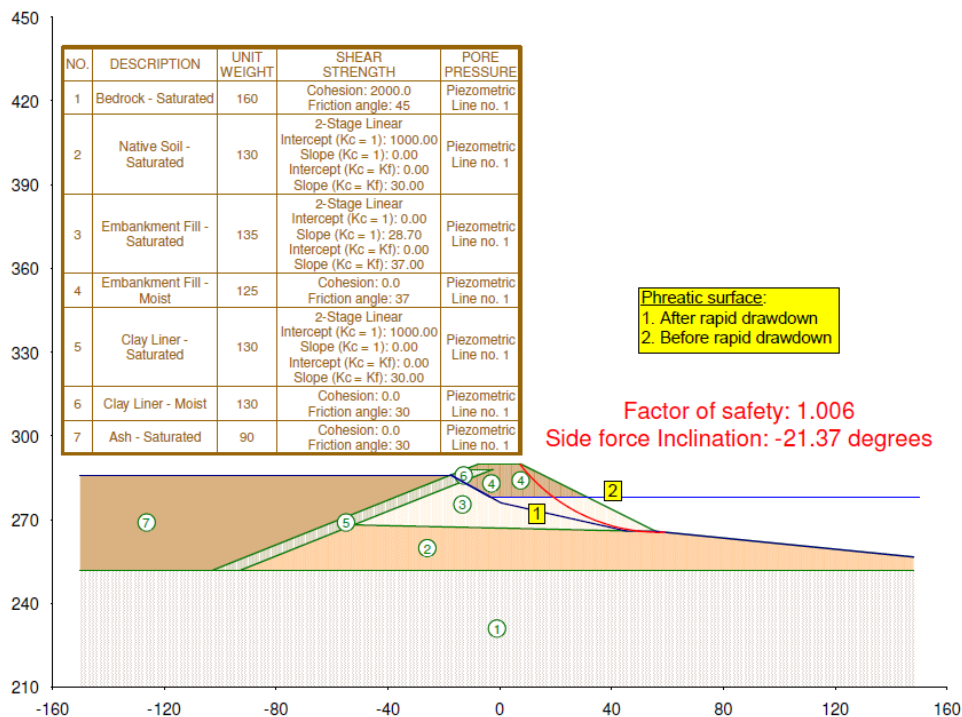 450
420
390
360
330
300
270
240
210
NO. DESCRIPTION UNIT WEIGHT SHEAR STRENGTH PORE PRESSURE
1 Bedrock - Saturated 160 Cohesion: 2000.0 Friction angle: 45 Piezometric Line no. 1
2 Native Soil - Saturated 130 2-Stage Linear Intercept (Kc = 1): 1000.00 Slope (Kc = 1): 0.00 Intercept (Kc = Kf): 0.00 Slope (Kc = Kf): 30.00 Piezometric Line no. 1
3 Embankment Fill - Saturated 135 2-Stage Linear Intercept (Kc = 1): 0.00 Slope (Kc = 1): 28.70 Intercept (Kc = Kf): 0.00 Slope (Kc = Kf): 37.00 Piezometric Line no. 1
4 Embankment Fill - Moist 125 Cohesion: 0.0 Friction angle: 37 Piezometric Line no. 1
5 Clay Liner - Saturated 130 2-Stage Linear Intercept (Kc = 1): 1000.00 Slope (Kc = 1): 0.00 Intercept (Kc = Kf): 0.00 Slope (Kc = Kf): 30.00 Piezometric Line no. 1
6 Clay Liner - Moist 130 Cohesion: 0.0 Friction angle: 30 Piezometric Line no. 1
7 Ash - Saturated 90 Cohesion: 0.0 Friction angle: 30 Piezometric Line no. 1
Phreatic surface:
1. After rapid drawdown
2. Before rapid drawdown
Factor of safety: 1.006
Side force Inclination: -21.37 degrees
6
4
4
2
3
1
7
5
2
1
-160 -120 -80 -40 0 40 80 120 160